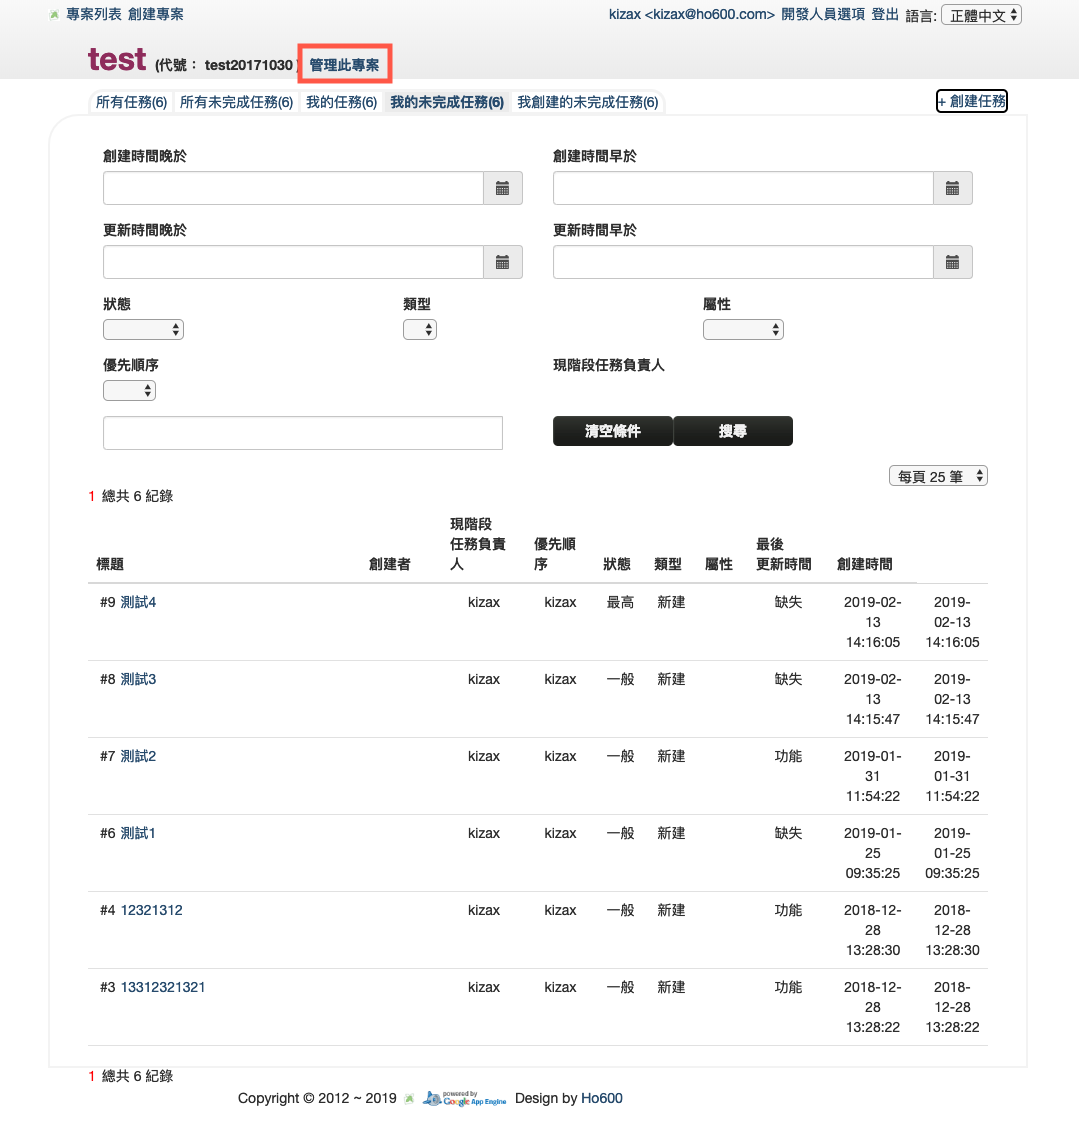 專案列表 創建專案 kizax <kizax@ho600.com> 開發人員選項 登出 語言: 正體中文
test (代號： test20171030 ) 管理此專案
所有任務(6) 所有未完成任務(6) 我的任務(6) 我的未完成任務(6) 我創建的未完成任務(6) + 創建任務
創建時間晚於 創建時間早於
更新時間晚於 更新時間早於
狀態 類型 屬性
優先順序 現階段任務負責人
清空條件 搜尋
每頁 25 筆
1 總共 6 紀錄
標題 創建者 現階段任務負責人 優先順序 狀態 類型 屬性 最後更新時間 創建時間
#9 測試4 kizax kizax 最高 新建 缺失 2019-02-13 14:16:05 2019-02-13 14:16:05
#8 測試3 kizax kizax 一般 新建 缺失 2019-02-13 14:15:47 2019-02-13 14:15:47
#7 測試2 kizax kizax 一般 新建 功能 2019-01-31 11:54:22 2019-01-31 11:54:22
#6 測試1 kizax kizax 一般 新建 缺失 2019-01-25 09:35:25 2019-01-25 09:35:25
#4 12321312 kizax kizax 一般 新建 功能 2018-12-28 13:28:30 2018-12-28 13:28:30
#3 13312321321 kizax kizax 一般 新建 功能 2018-12-28 13:28:22 2018-12-28 13:28:22
1 總共 6 紀錄
Copyright © 2012 ~ 2019 powered by Google App Engine Design by Ho600